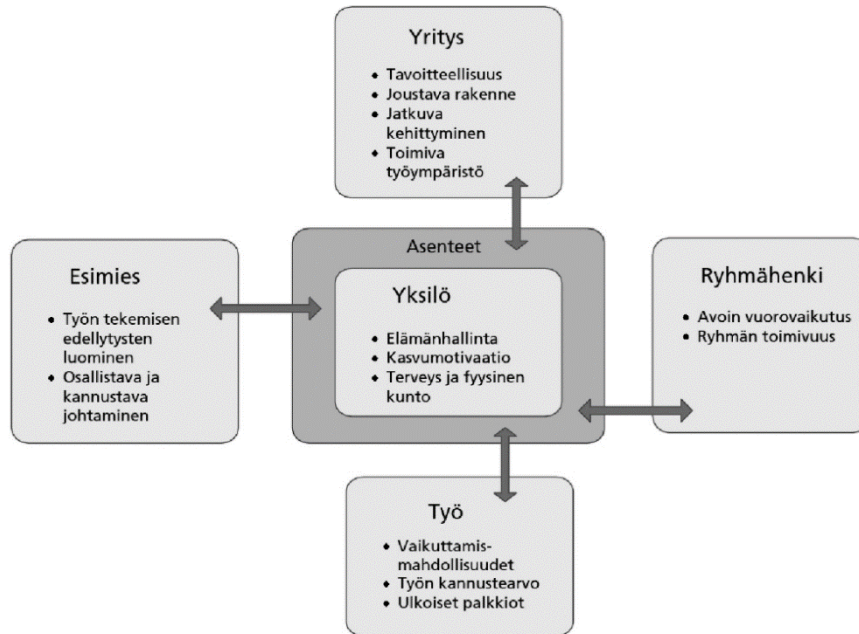 Yritys
• Tavoitteellisuus
• Joustava rakenne
• Jatkuva
kehittyminen
• Toimiva
työympäristö
Esimies
• Työn tekemisen
edellytysten
luominen
• Osallistava ja
kannustava
johtaminen
Asenteet
Yksilö
• Elämänhallinta
• Kasvumotivaatio
• Terveys ja fyysinen
kunto
Ryhmähenki
• Avoin vuorovaikutus
• Ryhmän toimivuus
Työ
• Vaikuttamis-
mahdollisuudet
• Työn kannustearvo
• Ulkoiset palkkiot